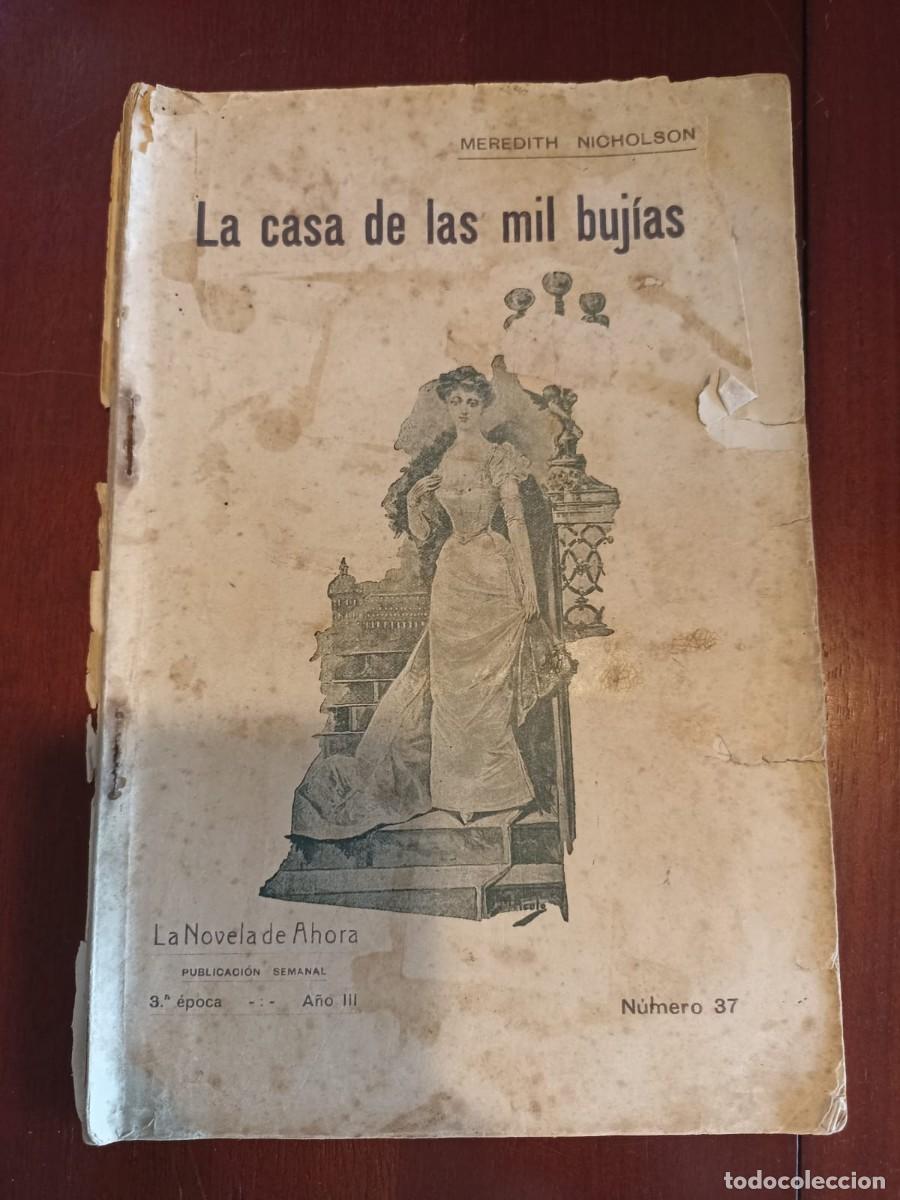 MEREDITH NICHOLSON
La casa de las mil bujías
La Novela de Ahora
PUBLICACIÓN SEMANAL
3.ª época -:- Año III
Número 37
todocoleccion